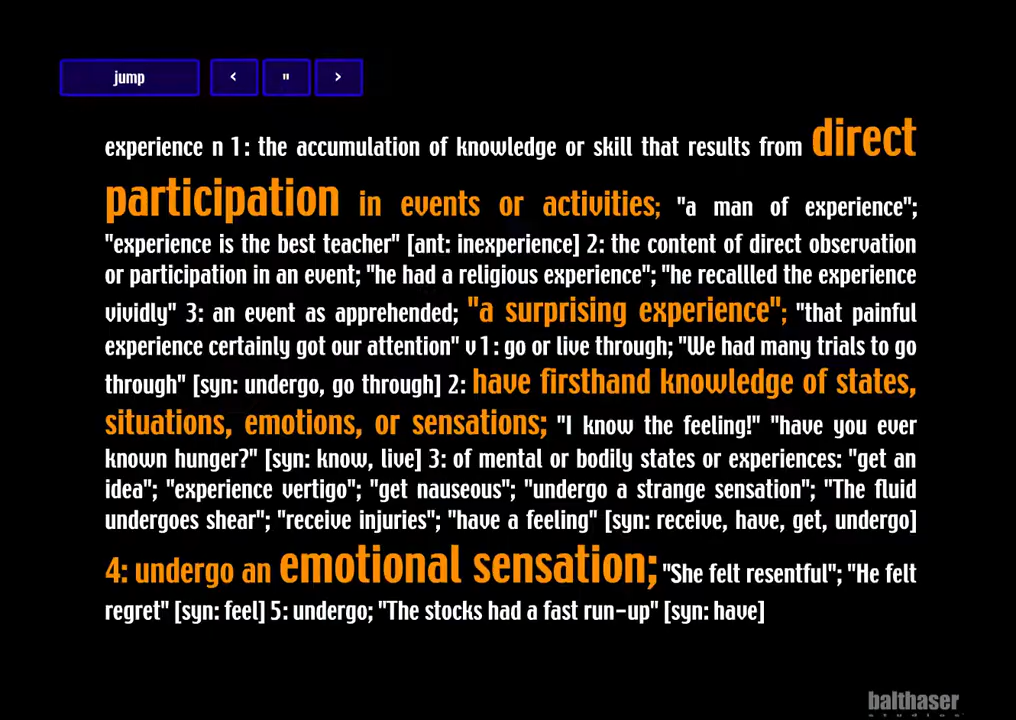 jump < " >
experience n 1: the accumulation of knowledge or skill that results from direct
participation in events or activities; "a man of experience";
"experience is the best teacher" [ant: inexperience] 2: the content of direct observation
or participation in an event; "he had a religious experience"; "he recallled the experience
vividly" 3: an event as apprehended; "a surprising experience"; "that painful
experience certainly got our attention" v 1: go or live through; "We had many trials to go
through" [syn: undergo, go through] 2: have firsthand knowledge of states,
situations, emotions, or sensations; "I know the feeling!" "have you ever
known hunger?" [syn: know, live] 3: of mental or bodily states or experiences: "get an
idea"; "experience vertigo"; "get nauseous"; "undergo a strange sensation"; "The fluid
undergoes shear"; "receive injuries"; "have a feeling" [syn: receive, have, get, undergo]
4: undergo an emotional sensation; "She felt resentful"; "He felt
regret" [syn: feel] 5: undergo; "The stocks had a fast run-up" [syn: have]
balthaser